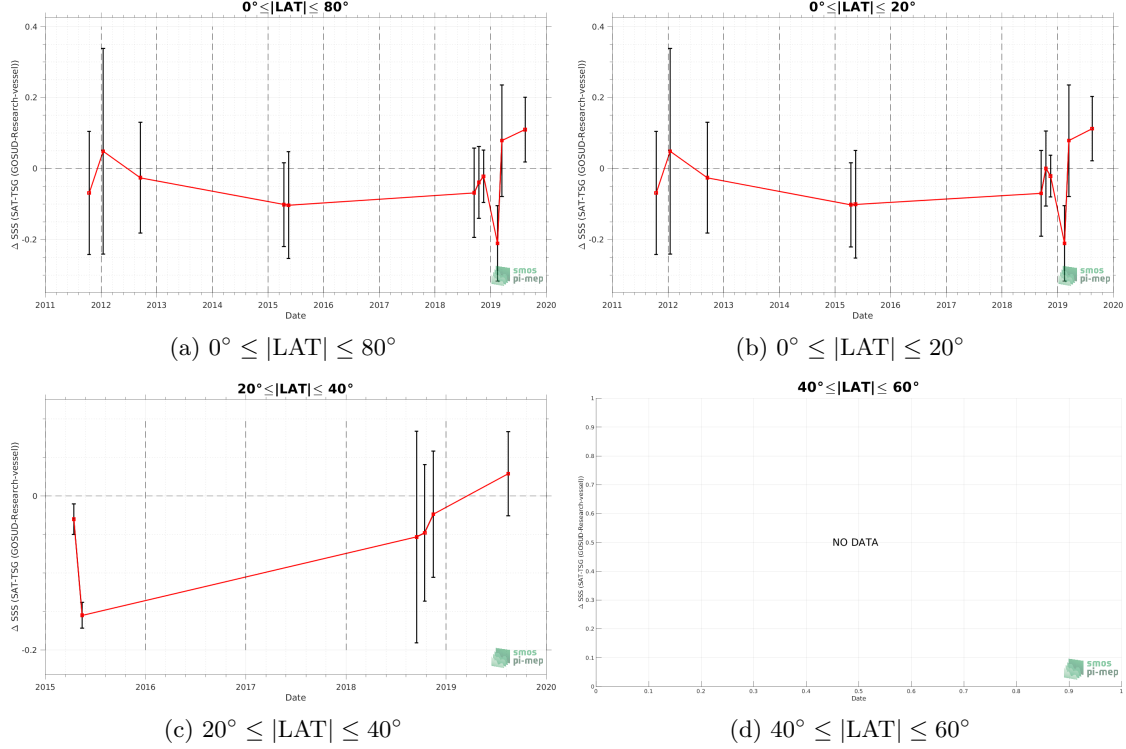 0°≤|LAT|≤ 80°
Δ SSS (SAT-TSG (GOSUD-Research-vessel))
0.4
0.2
0
-0.2
2011 2012 2013 2014 2015 2016 2017 2018 2019 2020
Date
smos
pi-mep
(a) 0° ≤ |LAT| ≤ 80°
0°≤|LAT|≤ 20°
Δ SSS (SAT-TSG (GOSUD-Research-vessel))
0.4
0.2
0
-0.2
2011 2012 2013 2014 2015 2016 2017 2018 2019 2020
Date
smos
pi-mep
(b) 0° ≤ |LAT| ≤ 20°
20°≤|LAT|≤ 40°
Δ SSS (SAT-TSG (GOSUD-Research-vessel))
0
-0.2
2015 2016 2017 2018 2019 2020
Date
smos
pi-mep
(c) 20° ≤ |LAT| ≤ 40°
40°≤|LAT|≤ 60°
Δ SSS (SAT-TSG (GOSUD-Research-vessel))
1
0.9
0.8
0.7
0.6
0.5
0.4
0.3
0.2
0.1
0
NO DATA
0 0.1 0.2 0.3 0.4 0.5 0.6 0.7 0.8 0.9 1
Date
smos
pi-mep
(d) 40° ≤ |LAT| ≤ 60°